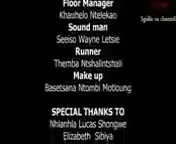 Floor Manager
Khauhelo Ntelekao
Sound man
Seeiso Wayne Letsie
Runner
Themba Ntshalintshali
Make up
Basetsana Ntombi Motloung
SPECIAL THANKS TO
Nhlanhla Lucas Shongwe
Elizabeth Sibiya